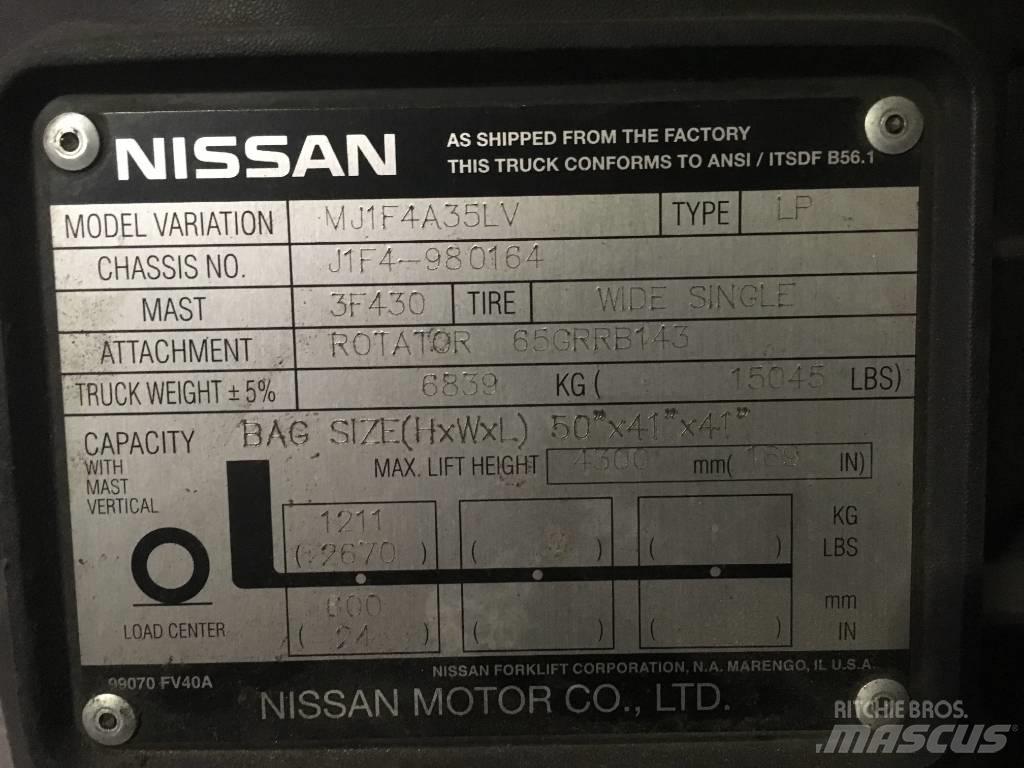 NISSAN AS SHIPPED FROM THE FACTORY
THIS TRUCK CONFORMS TO ANSI / ITSDF B56.1
MODEL VARIATION MJ1F4A35LV TYPE LP
CHASSIS NO. J1F4-980164
MAST 3F430 TIRE WIDE SINGLE
ATTACHMENT ROTATOR 65GRRB143
TRUCK WEIGHT ± 5% 6839 KG ( 15045 LBS)
CAPACITY BAG SIZE(HxWxL) 50"x41"x41"
WITH MAX. LIFT HEIGHT 4300 mm( 169 IN)
MAST
VERTICAL
1211 KG
( 2670 ) ( ) ( ) LBS
600 mm
LOAD CENTER ( 24 ) ( ) ( ) IN
NISSAN FORKLIFT CORPORATION, N.A. MARENGO, IL U.S.A.
99070 FV40A
NISSAN MOTOR CO., LTD.
RITCHIE BROS.
MASCUS